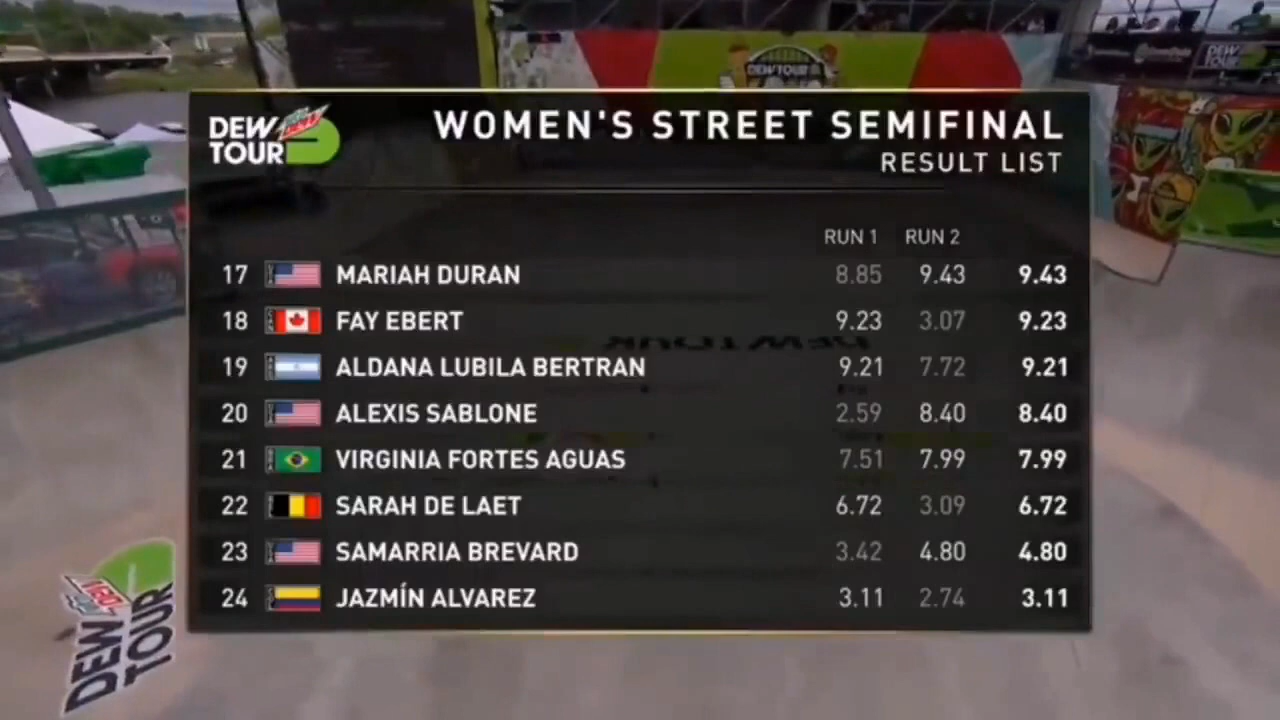 DEW TOUR
WOMEN'S STREET SEMIFINAL
RESULT LIST
RUN 1 RUN 2
17 MARIAH DURAN 8.85 9.43 9.43
18 FAY EBERT 9.23 3.07 9.23
19 ALDANA LUBILA BERTRAN 9.21 7.72 9.21
20 ALEXIS SABLONE 2.59 8.40 8.40
21 VIRGINIA FORTES AGUAS 7.51 7.99 7.99
22 SARAH DE LAET 6.72 3.09 6.72
23 SAMARRIA BREVARD 3.42 4.80 4.80
24 JAZMÍN ALVAREZ 3.11 2.74 3.11
DEW TOUR
DEW TOUR
DEW TOUR
DEW TOUR